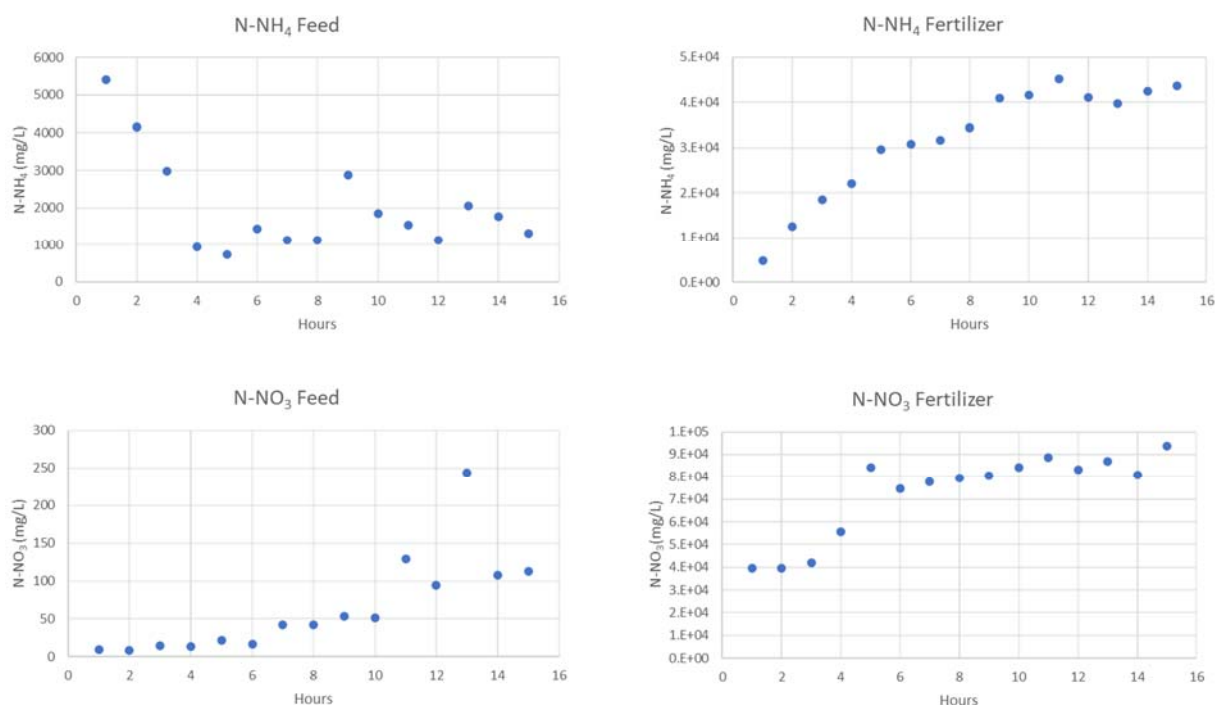 N-NH₄ Feed
N-NH₄ (mg/L)
6000
5000
4000
3000
2000
1000
0
0 2 4 6 8 10 12 14 16
Hours
N-NH₄ Fertilizer
N-NH₄ (mg/L)
5.E+04
4.E+04
3.E+04
2.E+04
1.E+04
0.E+00
0 2 4 6 8 10 12 14 16
Hours
N-NO₃ Feed
N-NO₃ (mg/L)
300
250
200
150
100
50
0
0 2 4 6 8 10 12 14 16
Hours
N-NO₃ Fertilizer
N-NO₃(mg/L)
1.E+05
9.E+04
8.E+04
7.E+04
6.E+04
5.E+04
4.E+04
3.E+04
2.E+04
1.E+04
0.E+00
0 2 4 6 8 10 12 14 16
Hours